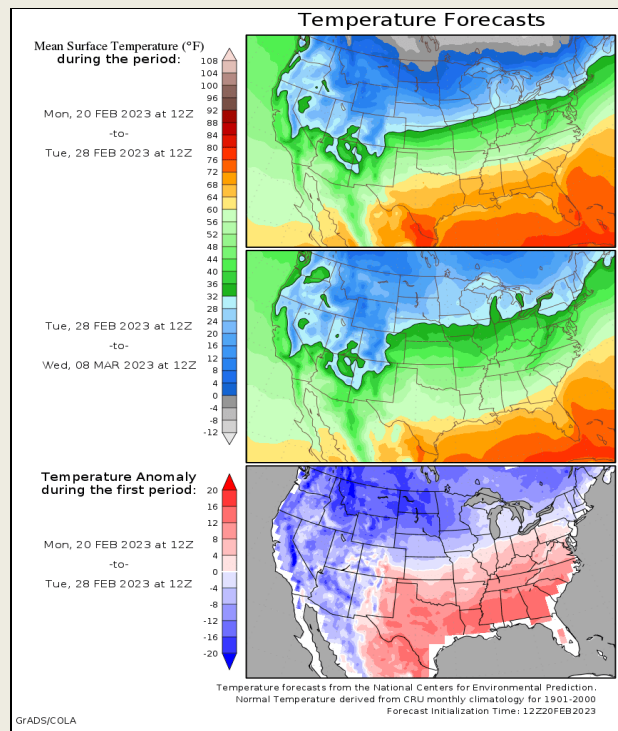 Temperature Forecasts
Mean Surface Temperature (°F)
during the period:
Mon, 20 FEB 2023 at 12Z
-to-
Tue, 28 FEB 2023 at 12Z
108
104
100
96
92
88
84
80
76
72
68
64
60
56
52
48
44
40
36
32
28
24
20
16
12
8
4
0
-4
-8
-12
Tue, 28 FEB 2023 at 12Z
-to-
Wed, 08 MAR 2023 at 12Z
Temperature Anomaly
during the first period:
Mon, 20 FEB 2023 at 12Z
-to-
Tue, 28 FEB 2023 at 12Z
20
16
12
8
4
0
-4
-8
-12
-16
-20
Temperature forecasts from the National Centers for Environmental Prediction.
Normal Temperature derived from CRU monthly climatology for 1901-2000
Forecast Initialization Time: 12Z20FEB2023
GrADS/COLA